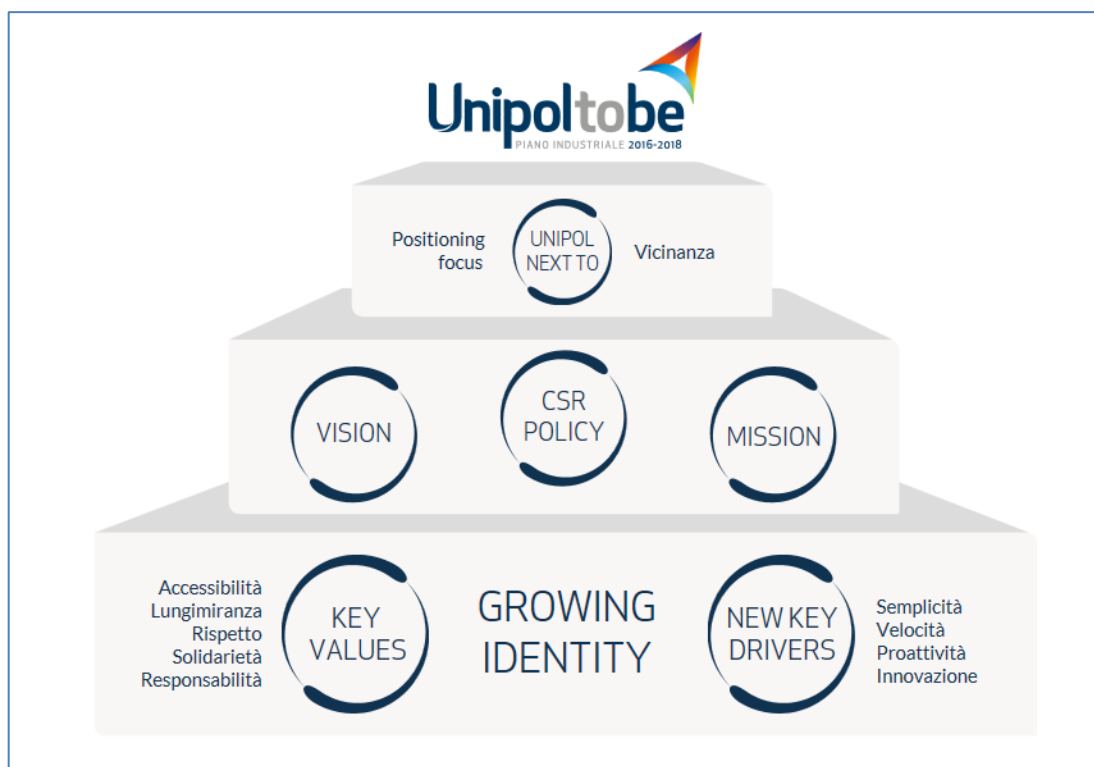 Unipoltobe
PIANO INDUSTRIALE 2016-2018
Positioning
focus
UNIPOL
NEXT TO
Vicinanza
VISION
CSR
POLICY
MISSION
Accessibilità
Lungimiranza
Rispetto
Solidarietà
Responsabilità
KEY
VALUES
GROWING
IDENTITY
NEW KEY
DRIVERS
Semplicità
Velocità
Proattività
Innovazione